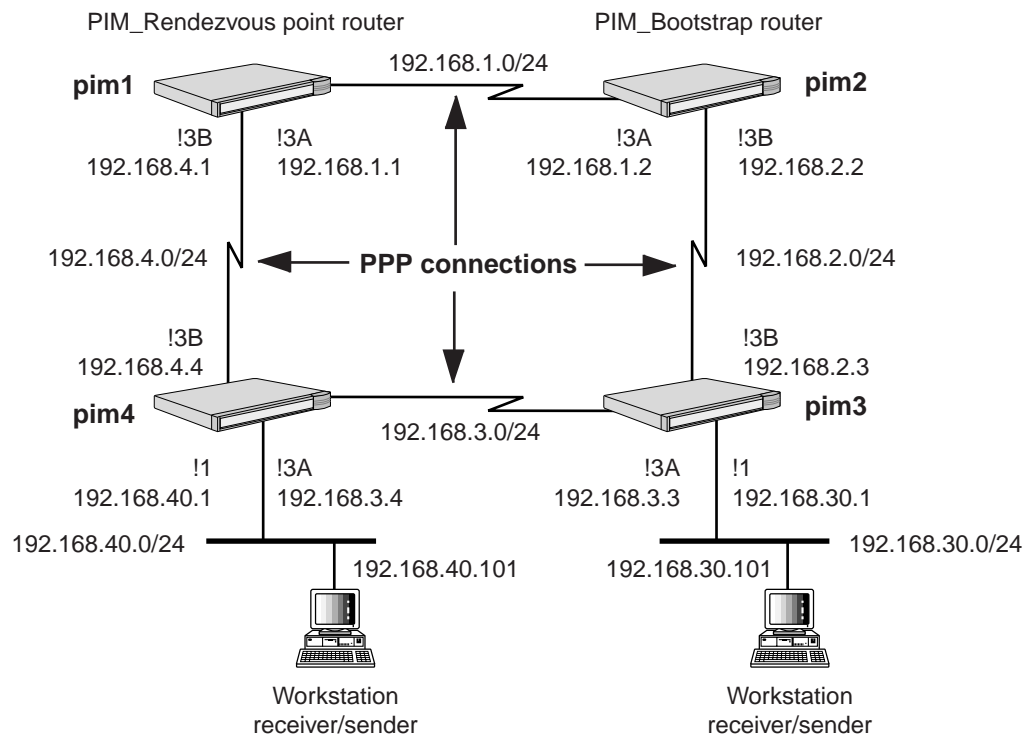 PIM_Rendezvous point router
PIM_Bootstrap router
192.168.1.0/24
pim1
pim2
!3B
192.168.4.1
!3A
192.168.1.1
!3A
192.168.1.2
!3B
192.168.2.2
192.168.4.0/24
PPP connections
192.168.2.0/24
!3B
192.168.4.4
!3B
192.168.2.3
pim4
pim3
192.168.3.0/24
!1
192.168.40.1
!3A
192.168.3.4
!3A
192.168.3.3
!1
192.168.30.1
192.168.40.0/24
192.168.30.0/24
192.168.40.101
192.168.30.101
Workstation
receiver/sender
Workstation
receiver/sender